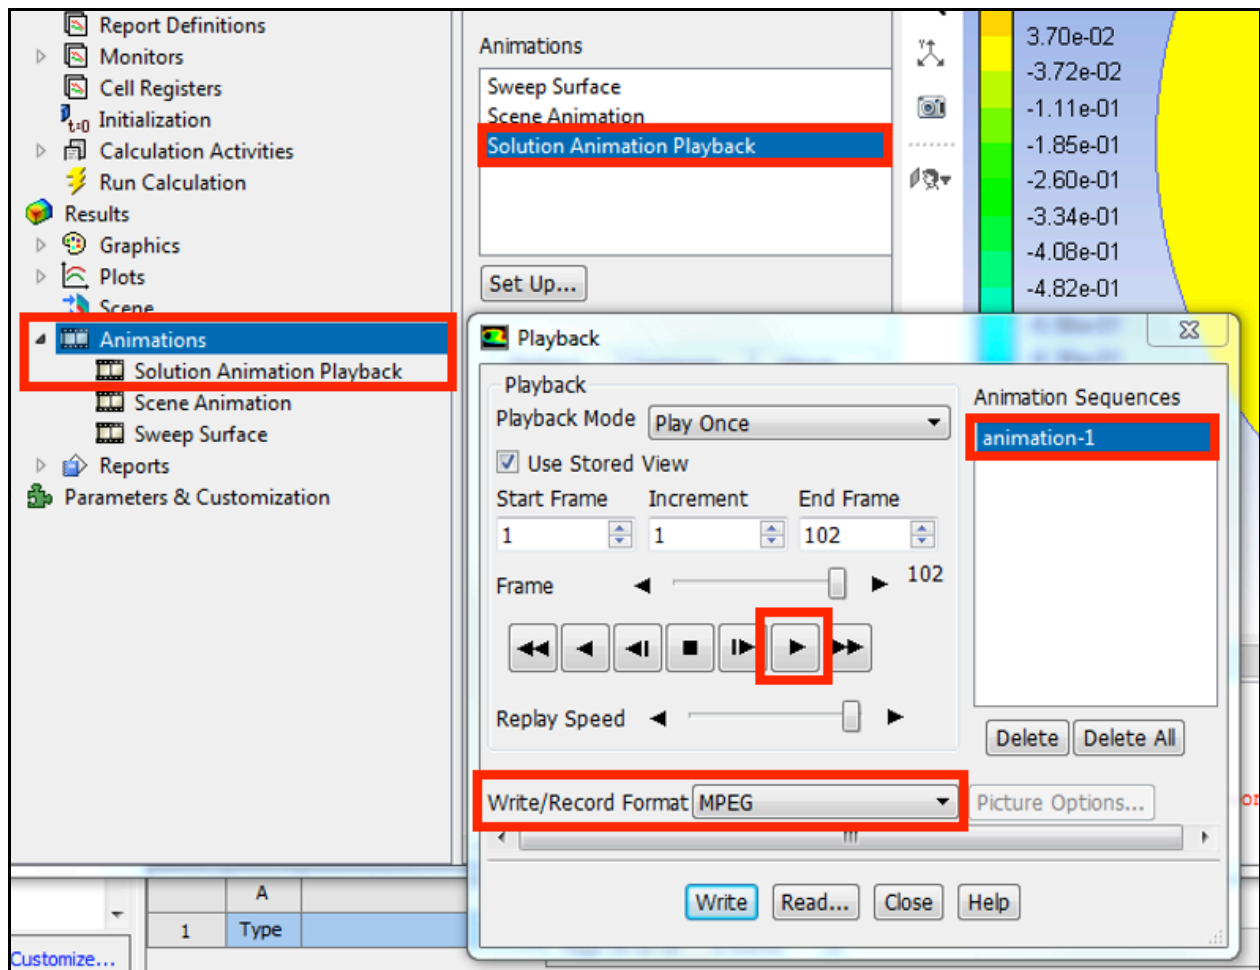 Report Definitions
Monitors
Cell Registers
t=0 Initialization
Calculation Activities
Run Calculation
Results
Graphics
Plots
Scene
Animations
Solution Animation Playback
Scene Animation
Sweep Surface
Reports
Parameters & Customization
Animations
Sweep Surface
Scene Animation
Solution Animation Playback
Set Up...
3.70e-02
-3.72e-02
-1.11e-01
-1.85e-01
-2.60e-01
-3.34e-01
-4.08e-01
-4.82e-01
Playback
Playback
Playback Mode Play Once
Use Stored View
Start Frame Increment End Frame
1 1 102
Frame 102
Replay Speed
Animation Sequences
animation-1
Delete Delete All
Write/Record Format MPEG Picture Options...
Write Read... Close Help
A
1 Type
Customize...